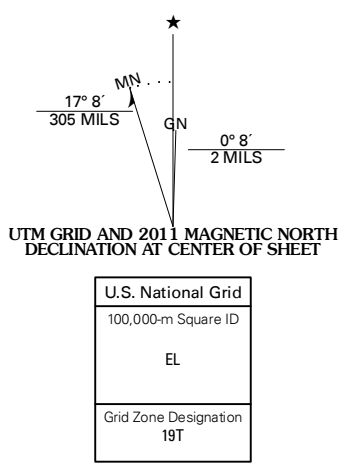 ★
MN
17° 8´
305 MILS
GN
0° 8´
2 MILS
UTM GRID AND 2011 MAGNETIC NORTH
DECLINATION AT CENTER OF SHEET
U.S. National Grid
100,000-m Square ID
EL
Grid Zone Designation
19T